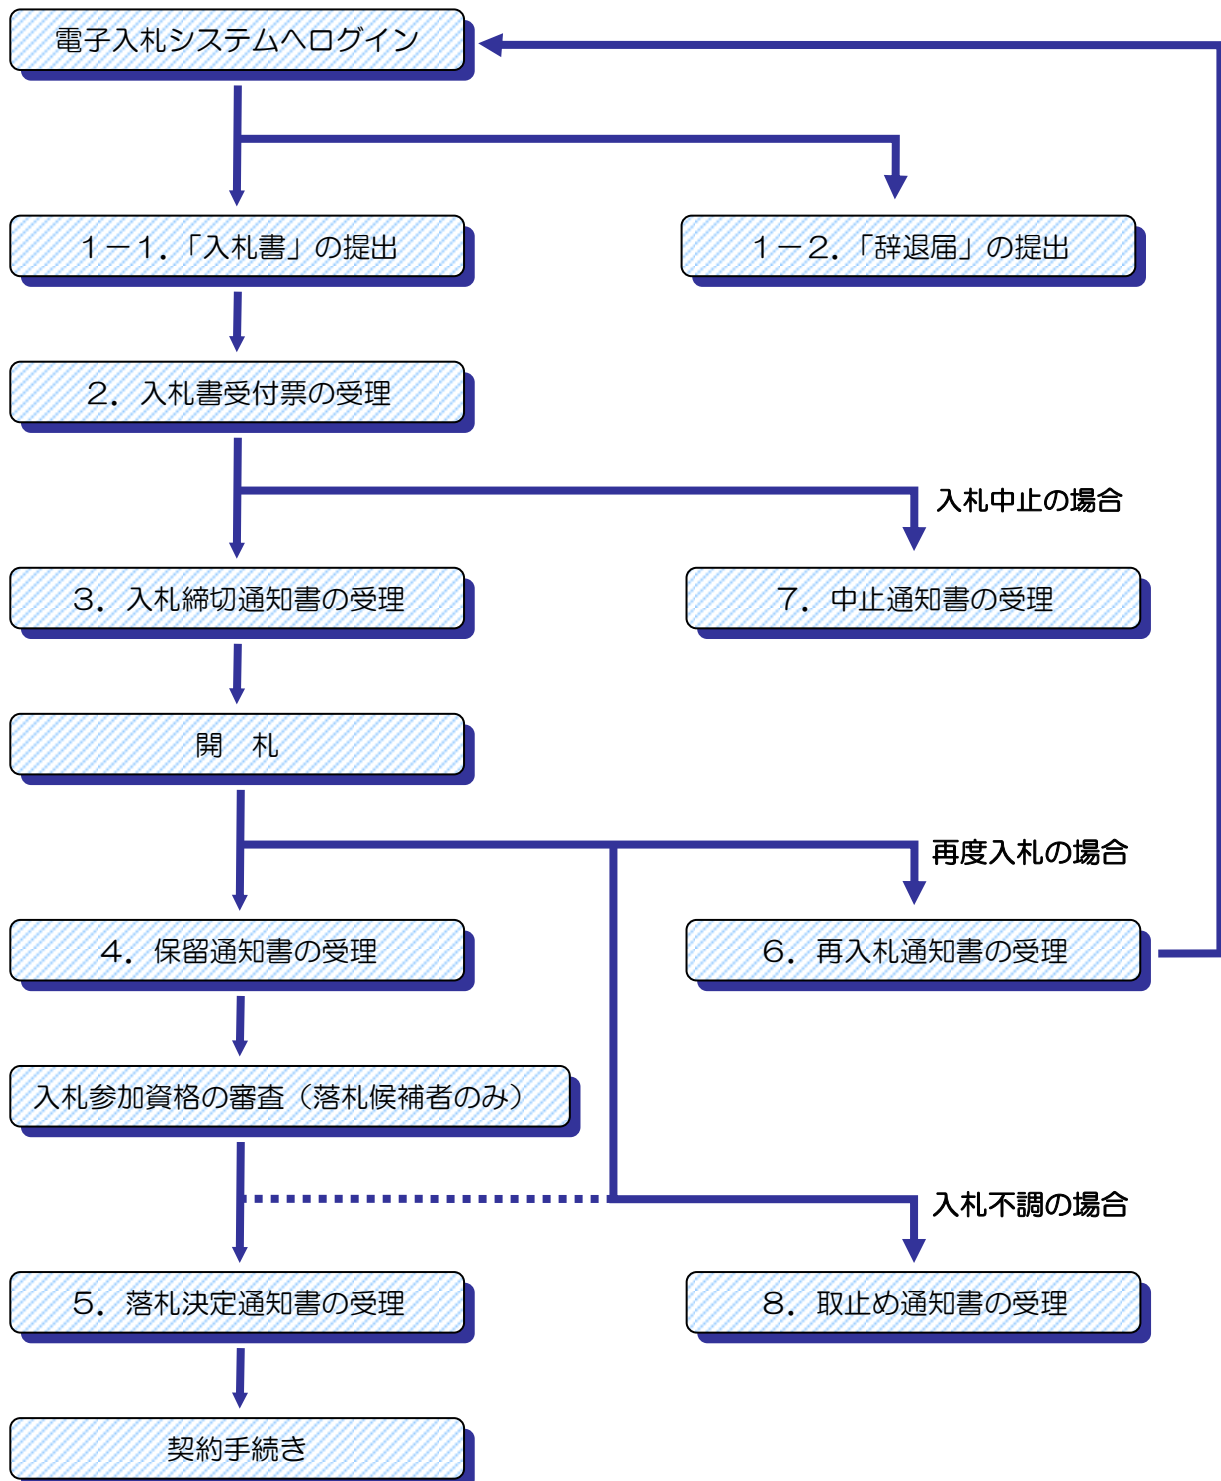 電子入札システムへログイン
１－１．「入札書」の提出
１－２．「辞退届」の提出
２．入札書受付票の受理
入札中止の場合
３．入札締切通知書の受理
７．中止通知書の受理
開　札
再度入札の場合
４．保留通知書の受理
６．再入札通知書の受理
入札参加資格の審査（落札候補者のみ）
入札不調の場合
５．落札決定通知書の受理
８．取止め通知書の受理
契約手続き